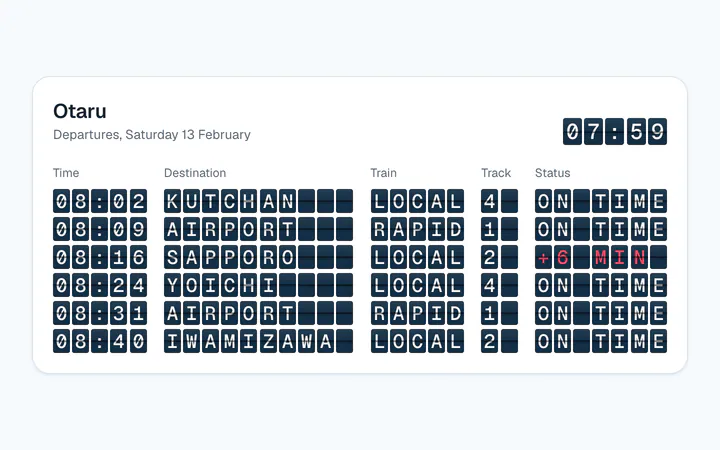 Otaru
Departures, Saturday 13 February
07:59
Time Destination Train Track Status
08:02 KUTCHAN LOCAL 4 ON TIME
08:09 AIRPORT RAPID 1 ON TIME
08:16 SAPPORO LOCAL 2 +6 MIN
08:24 YOICHI LOCAL 4 ON TIME
08:31 AIRPORT RAPID 1 ON TIME
08:40 IWAMIZAWA LOCAL 2 ON TIME